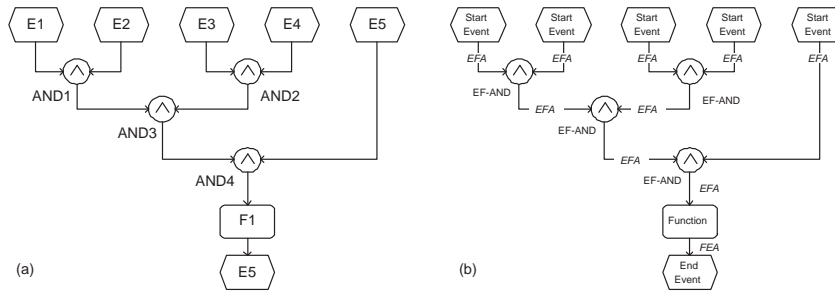 E1 E2 E3 E4 E5
AND1 AND2
AND3
AND4
F1
E5
(a)
Start Event Start Event Start Event Start Event Start Event
EFA EFA EFA EFA
EF-AND EF-AND
EFA EFA
EF-AND
EFA
EF-AND EFA
Function
FEA
End Event
(b)